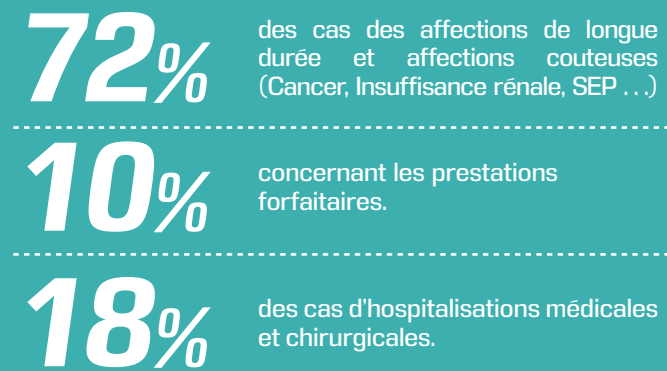 72%
des cas des affections de longue
durée et affections couteuses
(Cancer, Insuffisance rénale, SEP . . .)
10%
concernant les prestations
forfaitaires.
18%
des cas d'hospitalisations médicales
et chirurgicales.